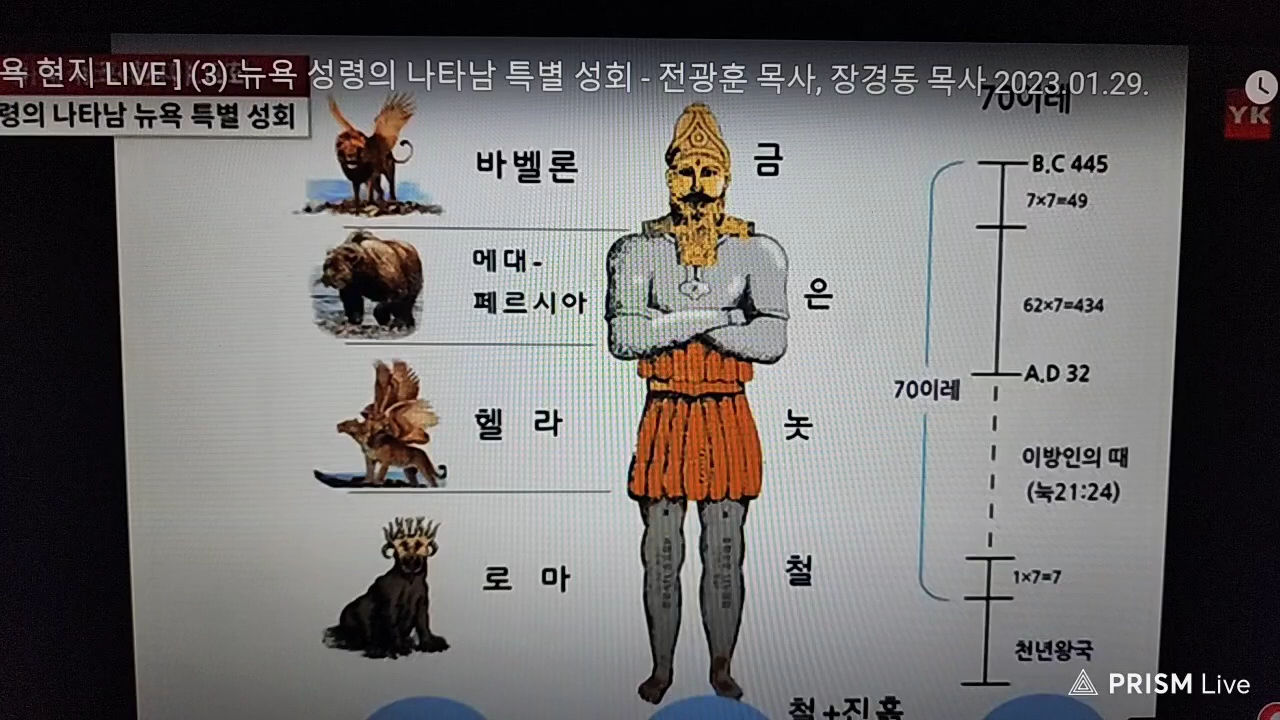 욕 현지 LIVE ] (3) 뉴욕 성령의 나타남 특별 성회 - 전광훈 목사, 장경동 목사 2023.01.29.
령의 나타남 뉴욕 특별 성회
YK
70이레
바벨론
금
B.C 445
7×7=49
메대-
페르시아
은
62×7=434
A.D 32
70이레
헬 라
놋
이방인의 때
(눅21:24)
로 마
철
1×7=7
천년왕국
철+진흙
PRISM Live